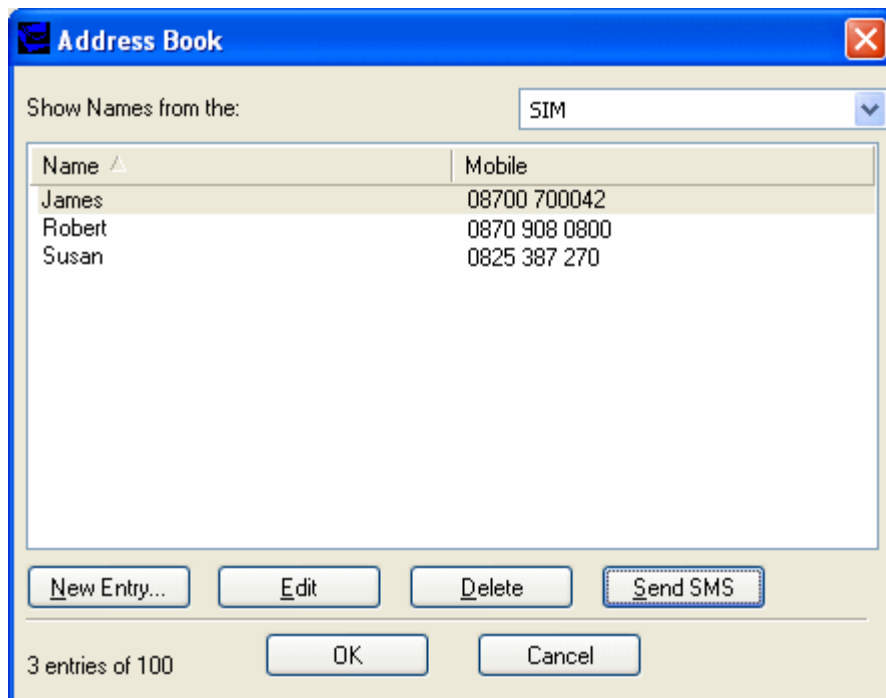 Address Book
Show Names from the: SIM
Name Mobile
James 08700 700042
Robert 0870 908 0800
Susan 0825 387 270
New Entry... Edit Delete Send SMS
3 entries of 100 OK Cancel